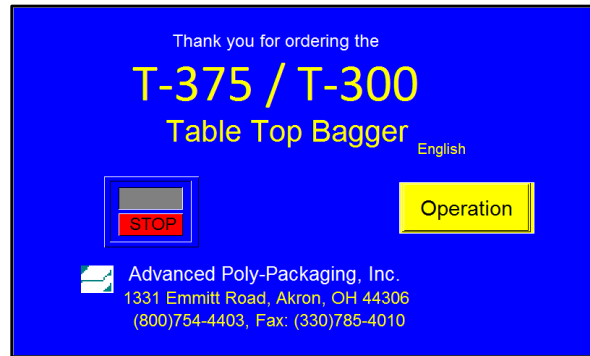 Thank you for ordering the
T-375 / T-300
Table Top Bagger
English
STOP
Operation
Advanced Poly-Packaging, Inc.
1331 Emmitt Road, Akron, OH 44306
(800)754-4403, Fax: (330)785-4010